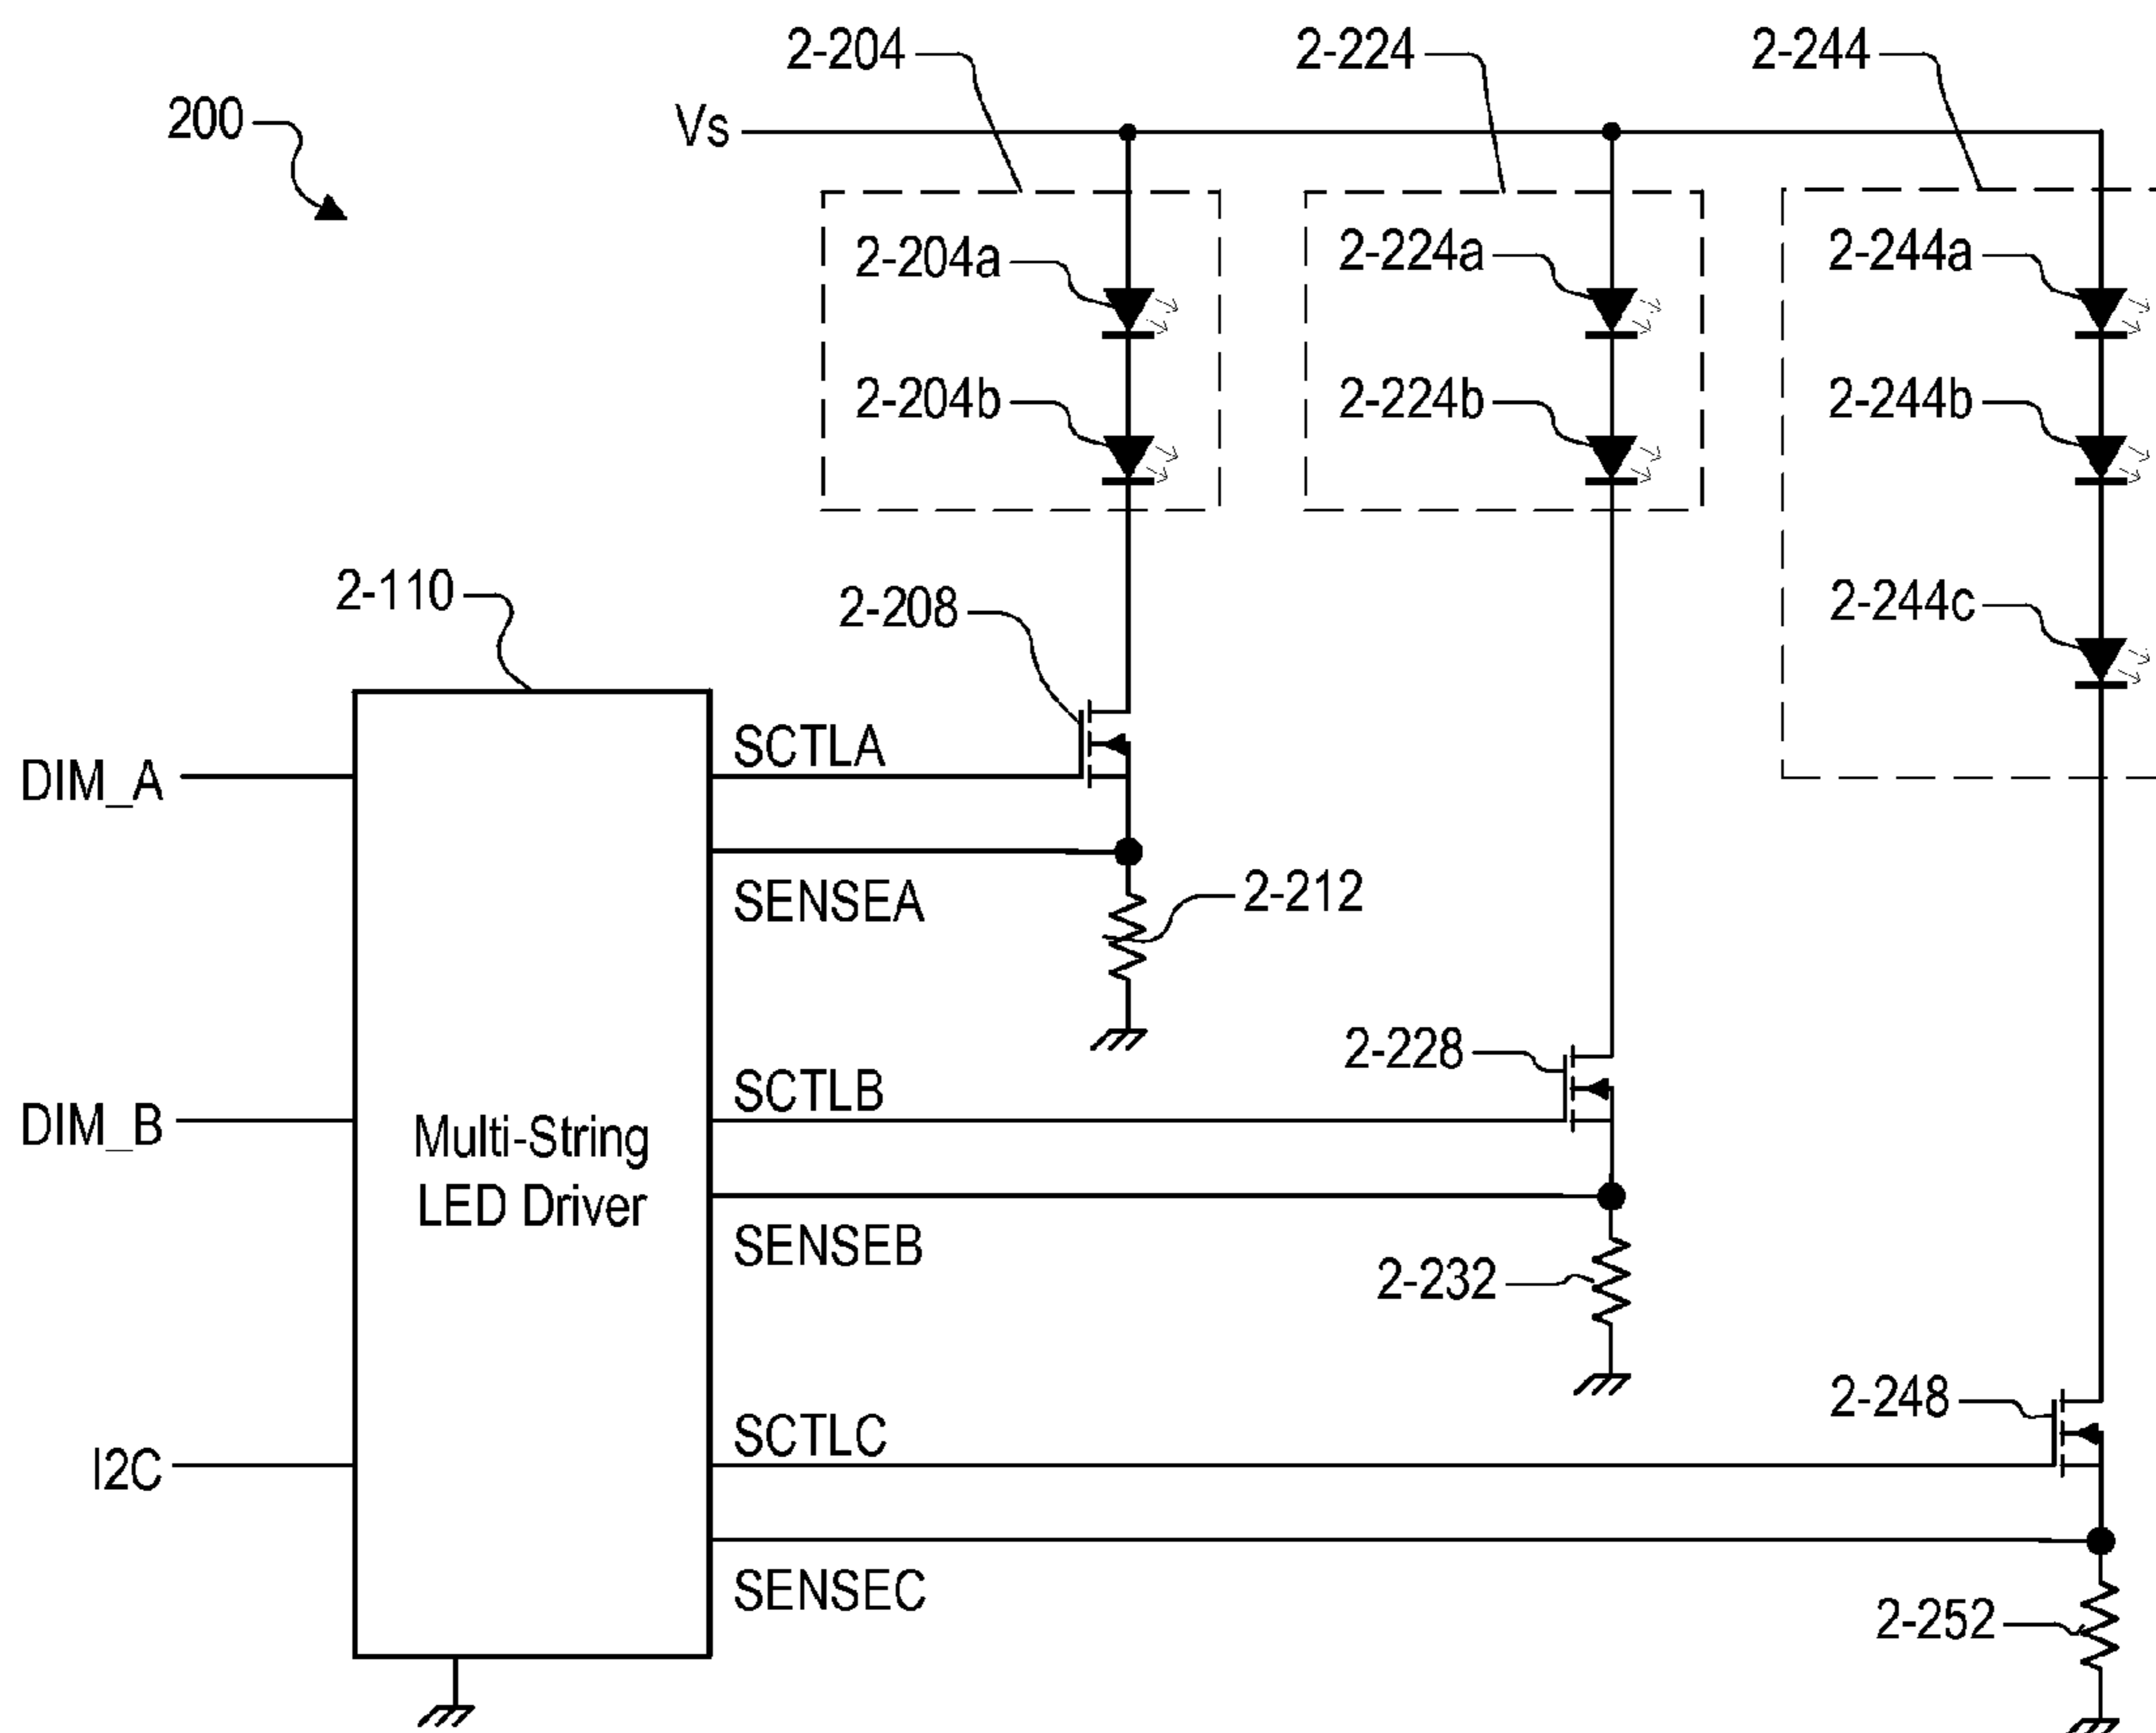 2-204
2-224
2-244
200
Vs
2-204a
2-224a
2-244a
2-204b
2-224b
2-244b
2-110
2-208
2-244c
SCTLA
DIM_A
SENSEA
2-212
2-228
SCTLB
DIM_B
Multi-String
LED Driver
SENSEB
2-232
2-248
SCTLC
I2C
SENSEC
2-252